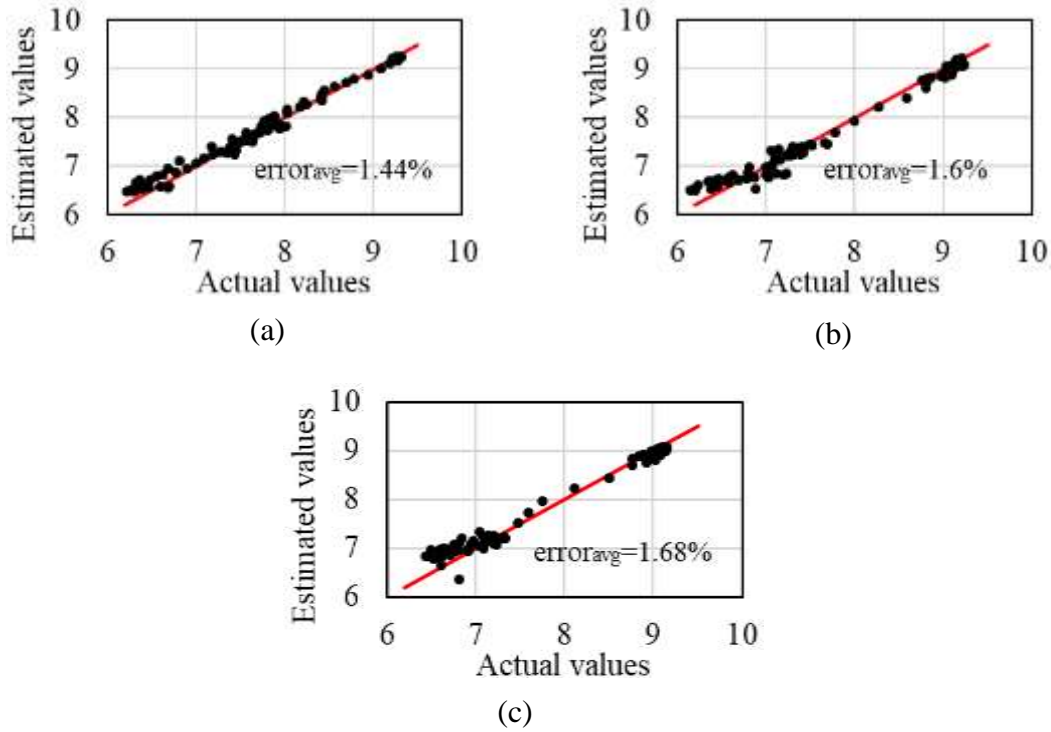 10
9
8
7
6
Estimated values
error avg=1.44%
6 7 8 9 10
Actual values
(a)
10
9
8
7
6
Estimated values
error avg=1.6%
6 7 8 9 10
Actual values
(b)
10
9
8
7
6
Estimated values
error avg=1.68%
6 7 8 9 10
Actual values
(c)